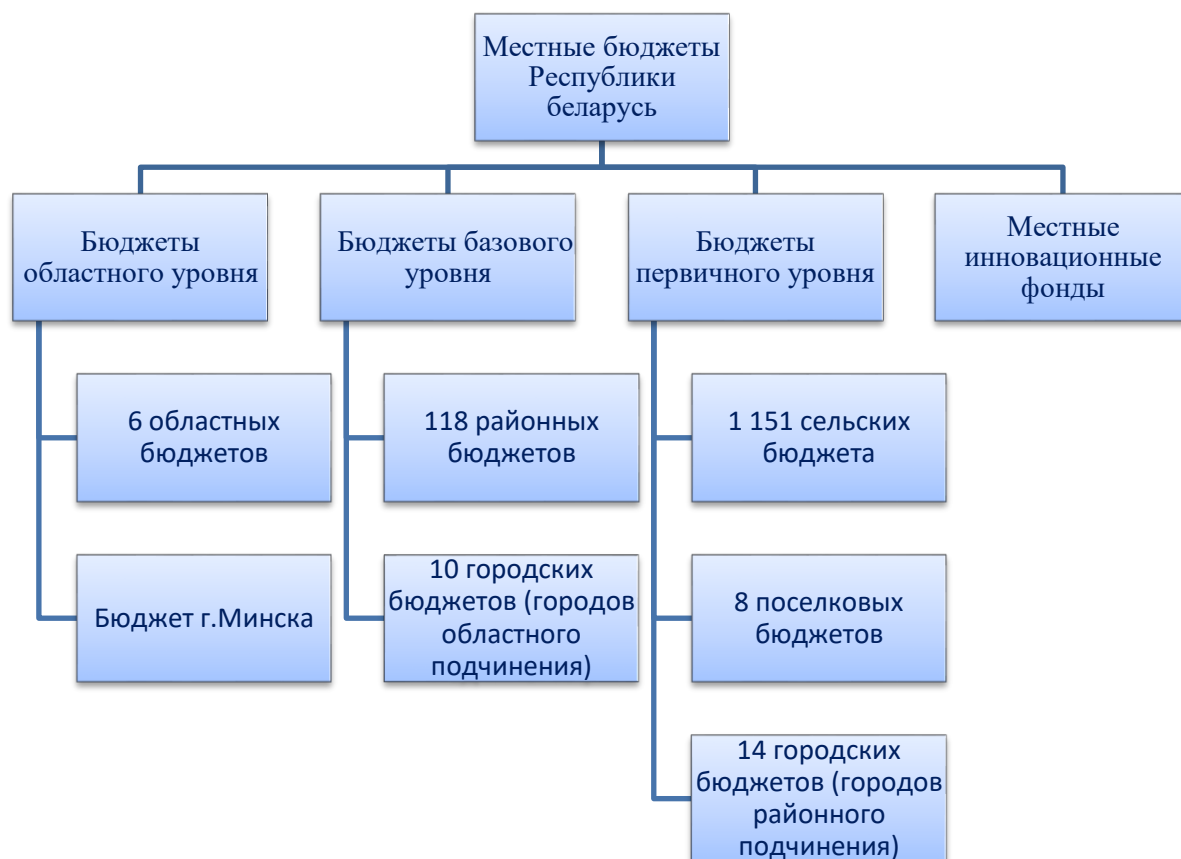 Местные бюджеты
Республики
беларусь
Бюджеты
областного уровня
Бюджеты базового
уровня
Бюджеты
первичного уровня
Местные
инновационные
фонды
6 областных
бюджетов
118 районных
бюджетов
1 151 сельских
бюджета
Бюджет г.Минска
10 городских
бюджетов (городов
областного
подчинения)
8 поселковых
бюджетов
14 городских
бюджетов (городов
районного
подчинения)